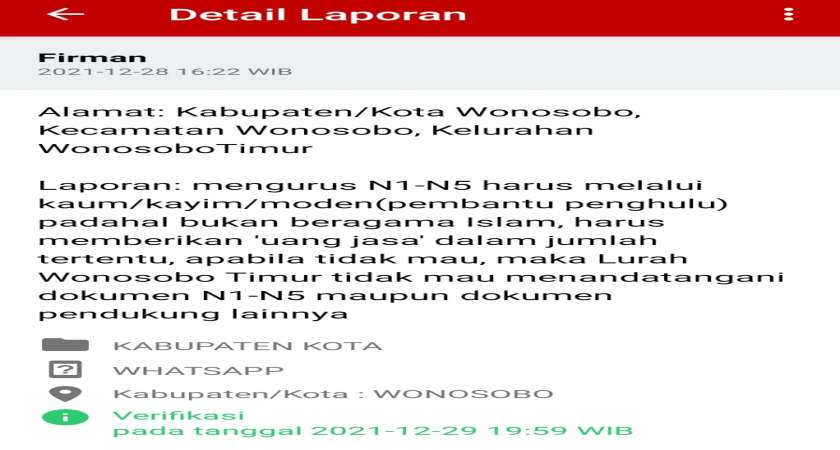 Detail Laporan
Firman
2021-12-28 16:22 WIB
Alamat: Kabupaten/Kota Wonosobo,
Kecamatan Wonosobo, Kelurahan
WonosoboTimur
Laporan: mengurus N1-N5 harus melalui
kaum/kayim/moden(pembantu penghulu)
padahal bukan beragama Islam, harus
memberikan 'uang jasa' dalam jumlah
tertentu, apabila tidak mau, maka Lurah
Wonosobo Timur tidak mau menandatangani
dokumen N1-N5 maupun dokumen
pendukung lainnya
KABUPATEN KOTA
WHATSAPP
Kabupaten/Kota : WONOSOBO
Verifikasi
pada tanggal 2021-12-29 19:59 WIB